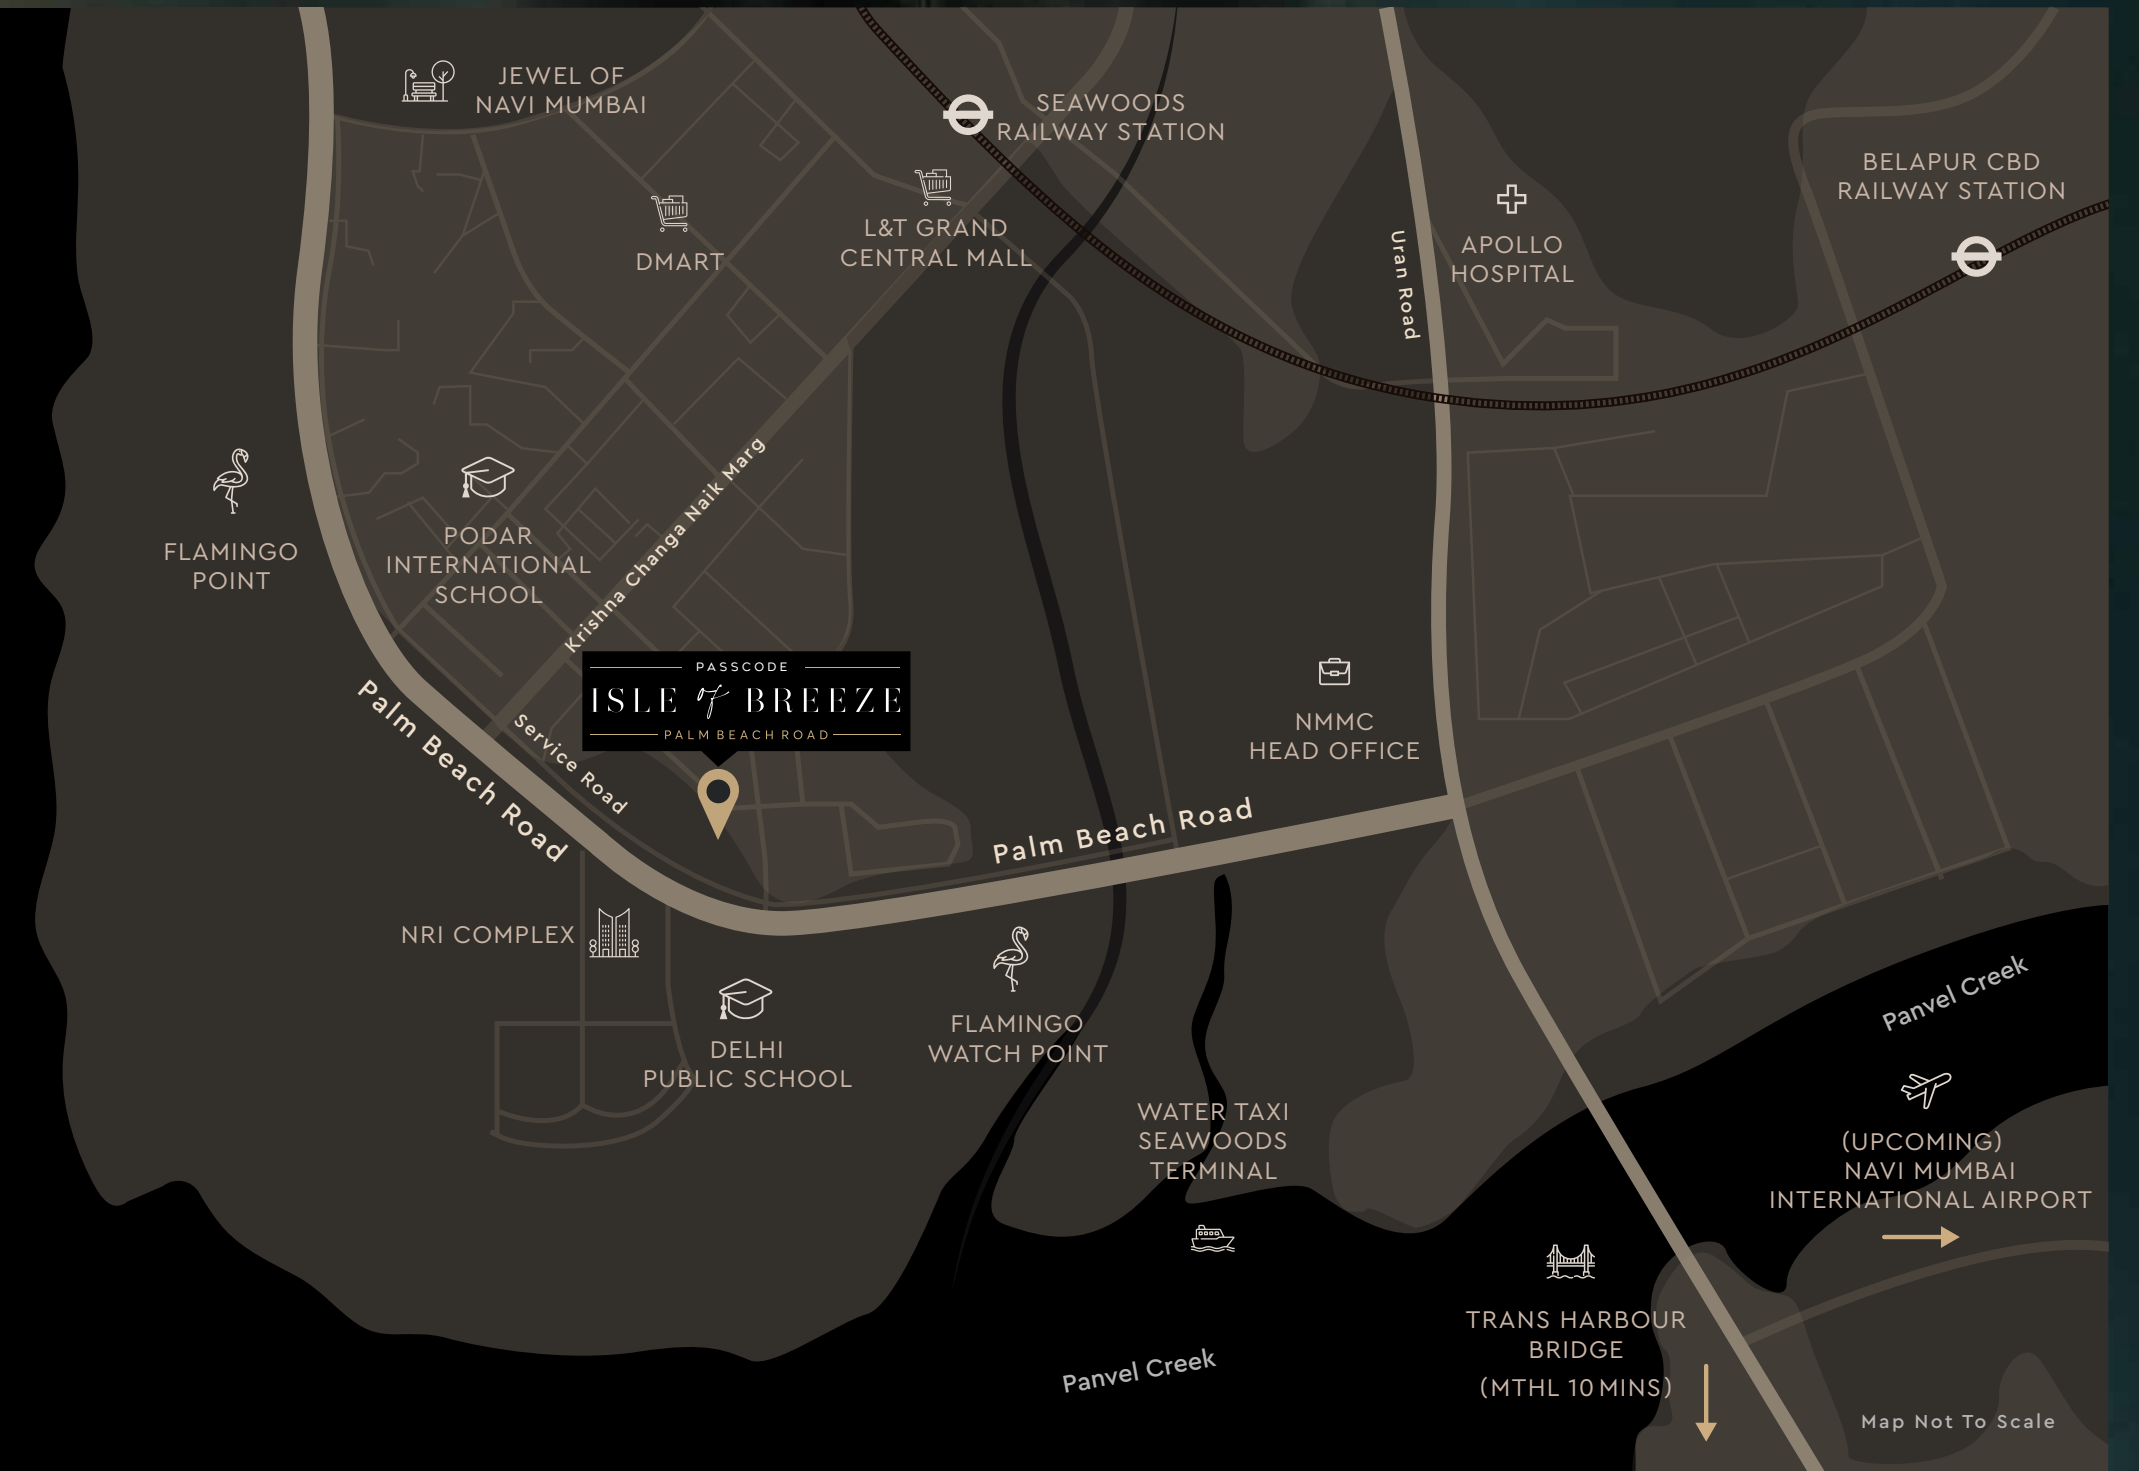 JEWEL OF
NAVI MUMBAI
SEAWOODS
RAILWAY STATION
BELAPUR CBD
RAILWAY STATION
DMART
L&T GRAND
CENTRAL MALL
Uran Road
APOLLO
HOSPITAL
FLAMINGO
POINT
PODAR
INTERNATIONAL
SCHOOL
Krishna Changa Naik Marg
PASSCODE
ISLE of BREEZE
PALM BEACH ROAD
Palm Beach Road
Service Road
NMMC
HEAD OFFICE
Palm Beach Road
NRI COMPLEX
DELHI
PUBLIC SCHOOL
FLAMINGO
WATCH POINT
Panvel Creek
WATER TAXI
SEAWOODS
TERMINAL
(UPCOMING)
NAVI MUMBAI
INTERNATIONAL AIRPORT
TRANS HARBOUR
BRIDGE
(MTHL 10 MINS)
Panvel Creek
Map Not To Scale